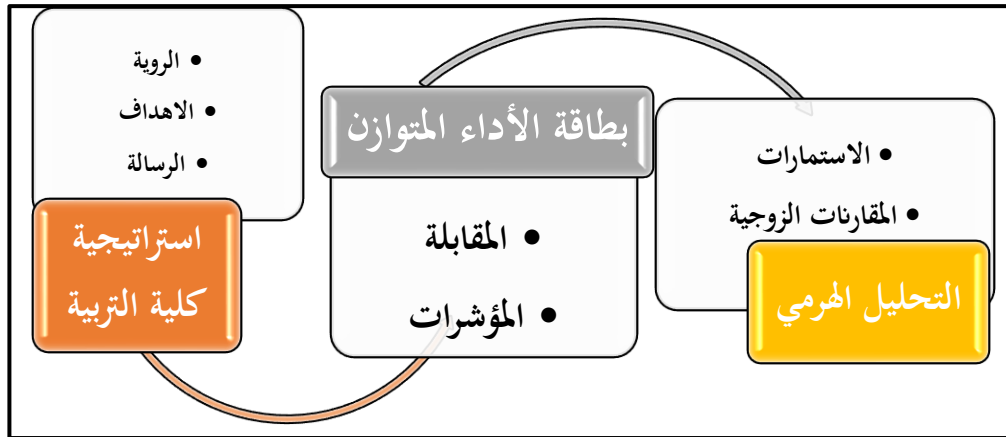 • الروية
• الاهداف
• الرسالة
استراتيجية
كلية التربية
بطاقة الأداء المتوازن
• المقابلة
• المؤشرات
• الاستمارات
• المقارنات الزوجية
التحليل الهرمي